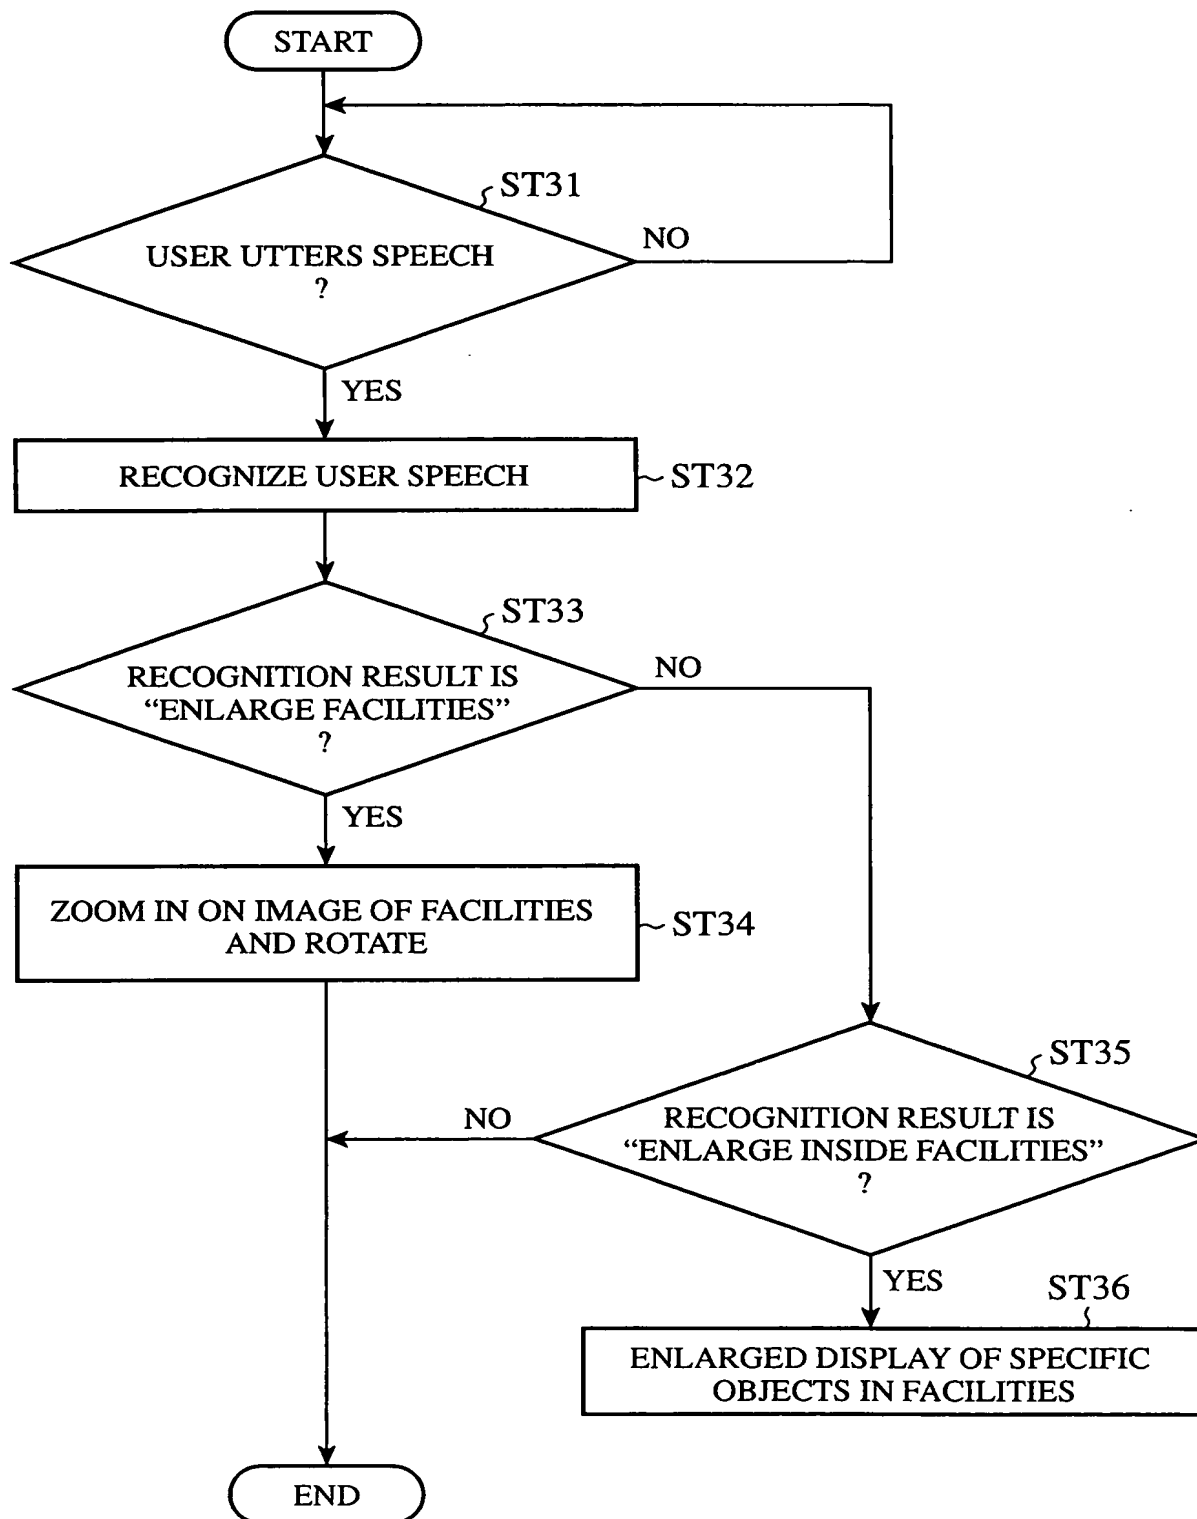 START
ST31
USER UTTERS SPEECH
?
NO
YES
RECOGNIZE USER SPEECH
ST32
ST33
RECOGNITION RESULT IS
“ENLARGE FACILITIES”
?
NO
YES
ZOOM IN ON IMAGE OF FACILITIES
AND ROTATE
ST34
ST35
RECOGNITION RESULT IS
“ENLARGE INSIDE FACILITIES”
?
NO
YES
ST36
ENLARGED DISPLAY OF SPECIFIC
OBJECTS IN FACILITIES
END